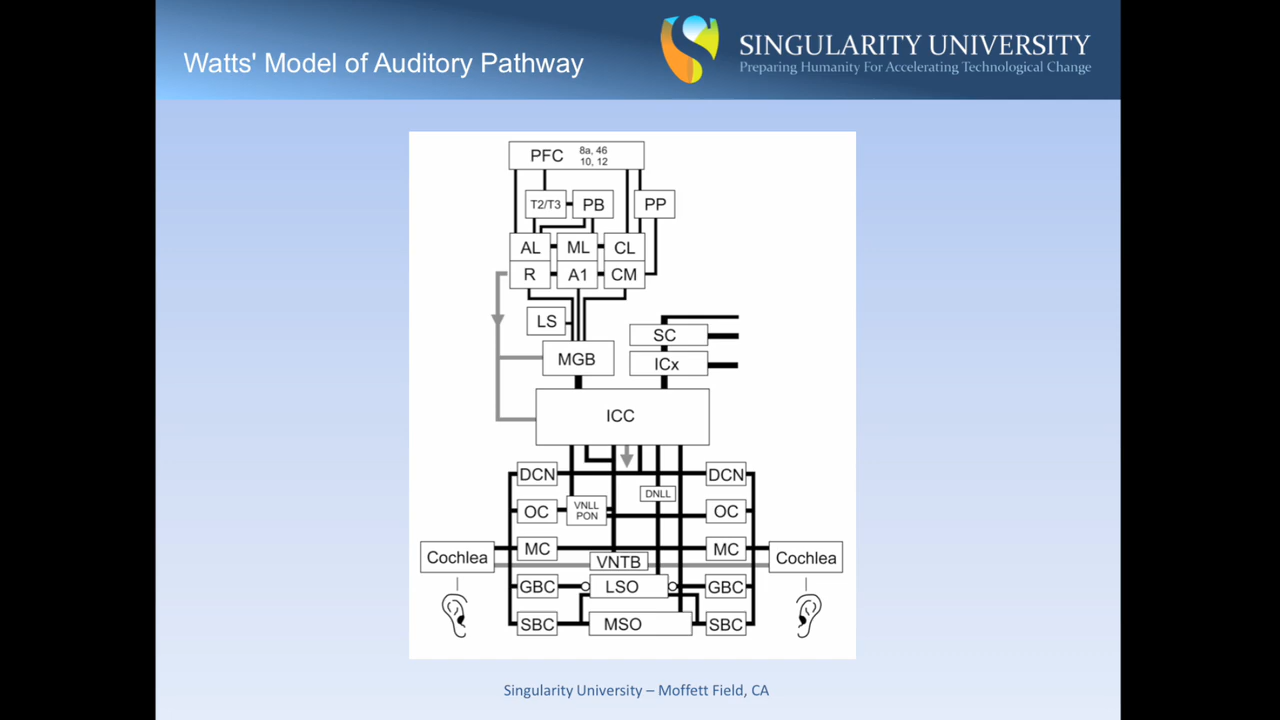 Watts' Model of Auditory Pathway
SINGULARITY UNIVERSITY
Preparing Humanity For Accelerating Technological Change
PFC
8a, 46
10, 12
T2/T3
PB
PP
AL
ML
CL
R
A1
CM
LS
SC
MGB
ICx
ICC
DCN
DCN
DNLL
OC
VNLL
PON
OC
MC
MC
Cochlea
VNTB
Cochlea
GBC
LSO
GBC
SBC
MSO
SBC
Singularity University – Moffett Field, CA